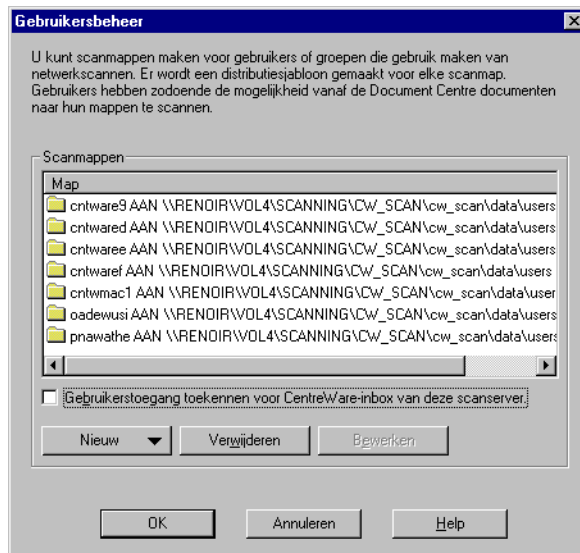 Gebruikersbeheer
U kunt scanmappen maken voor gebruikers of groepen die gebruik maken van
netwerkscannen. Er wordt een distributiesjabloon gemaakt voor elke scanmap.
Gebruikers hebben zodoende de mogelijkheid vanaf de Document Centre documenten
naar hun mappen te scannen.
Scanmappen
Map
cntware9 AAN \\RENOIR\VOL4\SCANNING\CW_SCAN\cw_scan\data\users
cntwared AAN \\RENOIR\VOL4\SCANNING\CW_SCAN\cw_scan\data\users
cntwaree AAN \\RENOIR\VOL4\SCANNING\CW_SCAN\cw_scan\data\users
cntwaref AAN \\RENOIR\VOL4\SCANNING\CW_SCAN\cw_scan\data\users
cntwmac1 AAN \\RENOIR\VOL4\SCANNING\CW_SCAN\cw_scan\data\user
oadewusi AAN \\RENOIR\VOL4\SCANNING\CW_SCAN\cw_scan\data\users
pnawathe AAN \\RENOIR\VOL4\SCANNING\CW_SCAN\cw_scan\data\users
Gebruikerstoegang toekennen voor CentreWare-inbox van deze scanserver.
Nieuw Verwijderen Bewerken
OK Annuleren Help